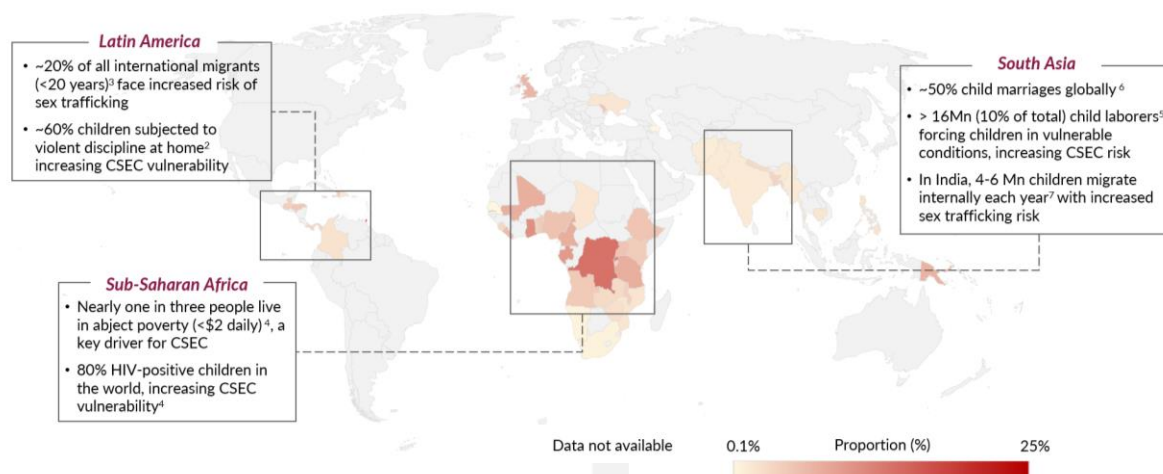 Latin America
• ~20% of all international migrants
(<20 years)³ face increased risk of
sex trafficking
• ~60% children subjected to
violent discipline at home²
increasing CSEC vulnerability
South Asia
• ~50% child marriages globally ⁶
• > 16Mn (10% of total) child laborers⁵
forcing children in vulnerable
conditions, increasing CSEC risk
• In India, 4-6 Mn children migrate
internally each year⁷ with increased
sex trafficking risk
Sub-Saharan Africa
• Nearly one in three people live
in abject poverty (<$2 daily) ⁴, a
key driver for CSEC
• 80% HIV-positive children in
the world, increasing CSEC
vulnerability⁴
Data not available
0.1% Proportion (%) 25%